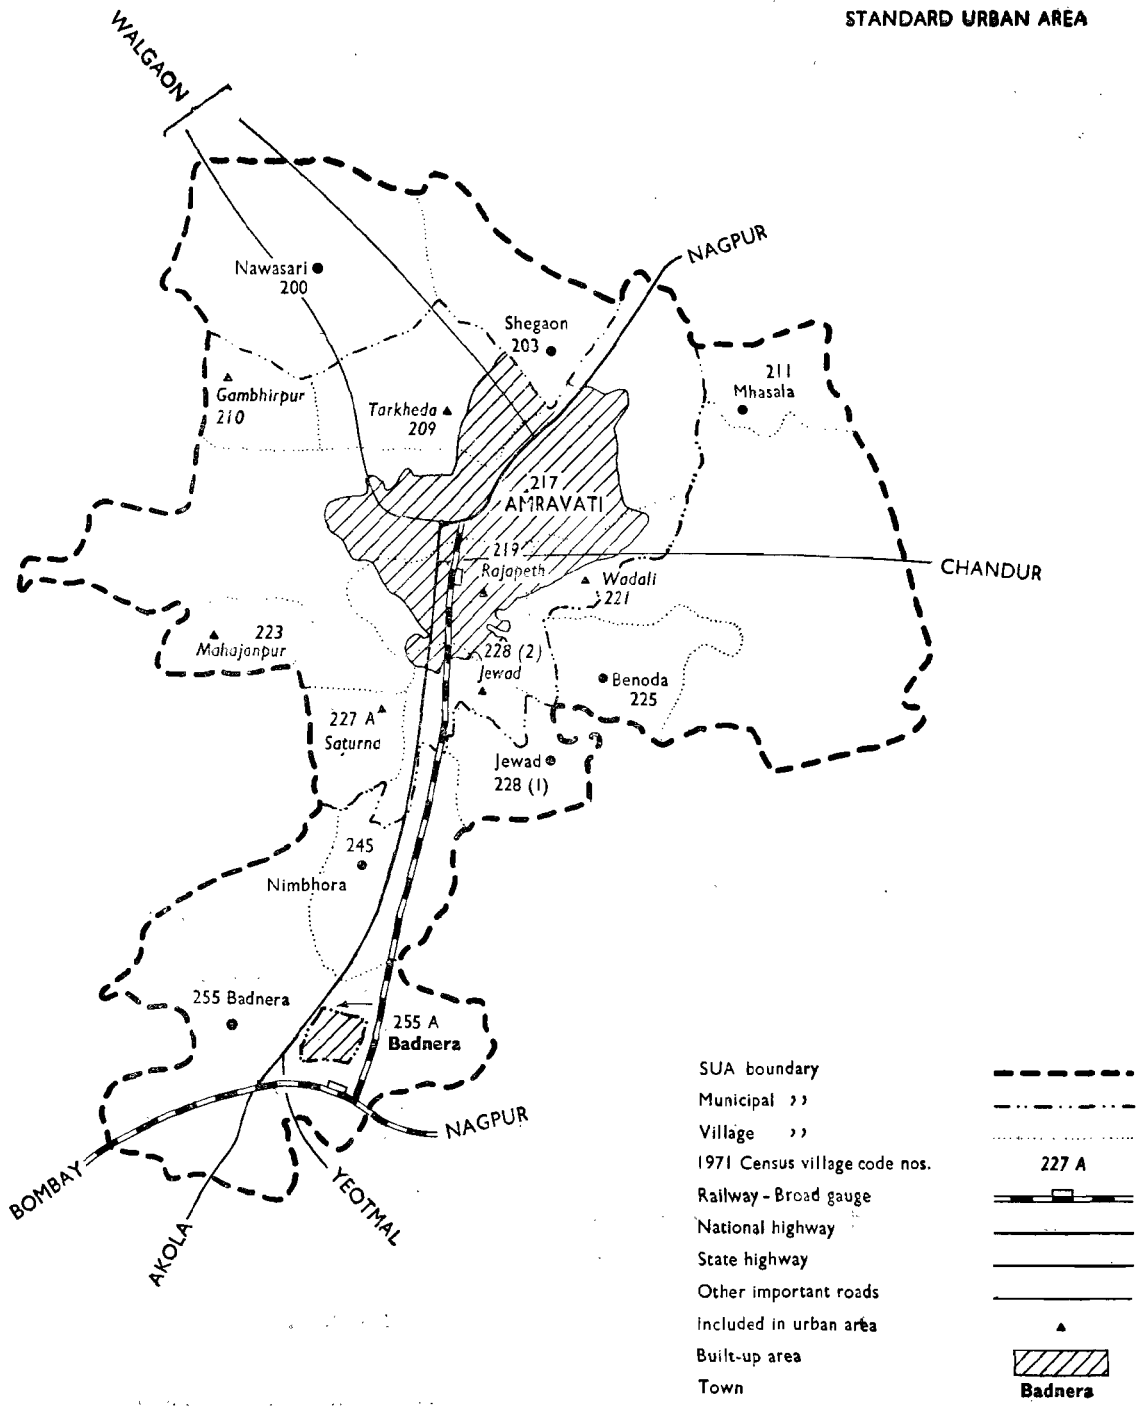 STANDARD URBAN AREA
WALGAON
NAGPUR
Nawasari
200
Shegaon
203
211
Mhasala
Gambhirpur
210
Tarkheda
209
217
AMRAVATI
219
Rajapeth
Wadali
221
CHANDUR
223
Mahajanpur
228 (2)
Jewad
Benoda
225
227 A
Saturna
Jewad
228 (1)
245
Nimbhora
255 Badnera
255 A
Badnera
NAGPUR
BOMBAY
AKOLA
YEOTMAL
SUA boundary
Municipal ,,
Village ,,
1971 Census village code nos. 227 A
Railway - Broad gauge
National highway
State highway
Other important roads
Included in urban area
Built-up area
Town Badnera